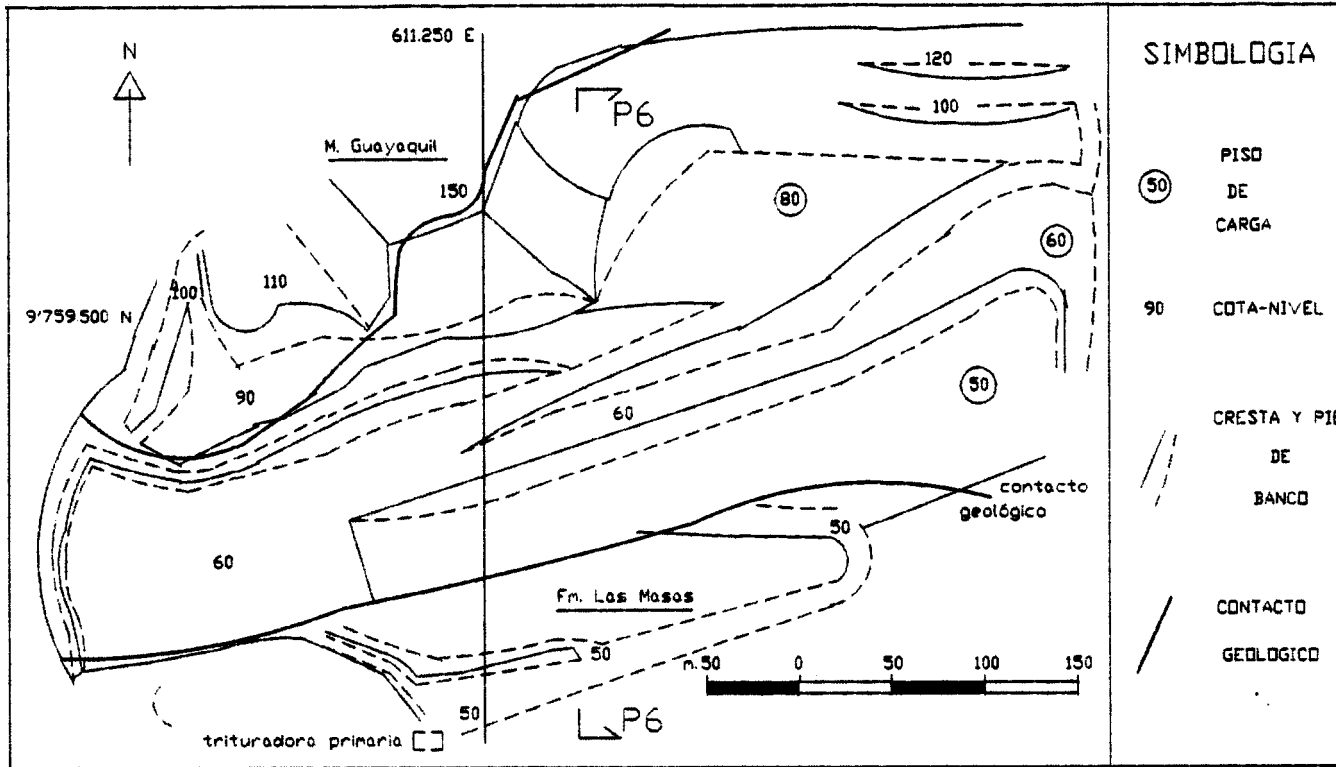 N
611.250 E
P6
120
100
M. Guayaquil
150
80
60
110
100
9'759.500 N
90
50
60
contacto
geológico
50
60
Fm. Las Masas
50
m. 50 0 50 100 150
50
P6
trituradora primaria
SIMBOLOGIA
50
PISO
DE
CARGA
90 COTA-NIVEL
CRESTA Y PIE
DE
BANCO
CONTACTO
GEOLOGICO